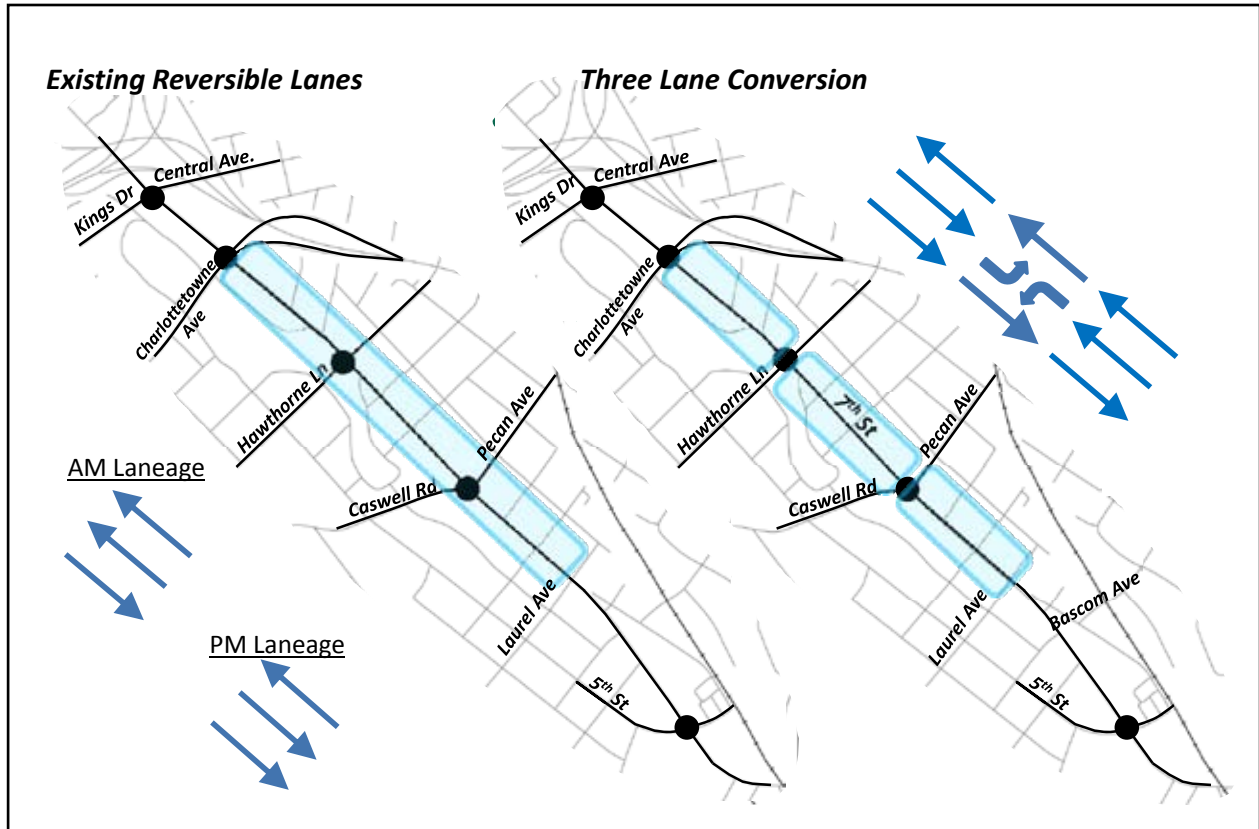 Existing Reversible Lanes
Central Ave.
Kings Dr
Charlottetowne
Ave
Hawthorne Ln
Pecan Ave
Caswell Rd
Laurel Ave
5th St
AM Laneage
PM Laneage
Three Lane Conversion
Central Ave
Kings Dr
Charlottetowne
Ave
Hawthorne Ln
7th St
Pecan Ave
Caswell Rd
Laurel Ave
Bascom Ave
5th St